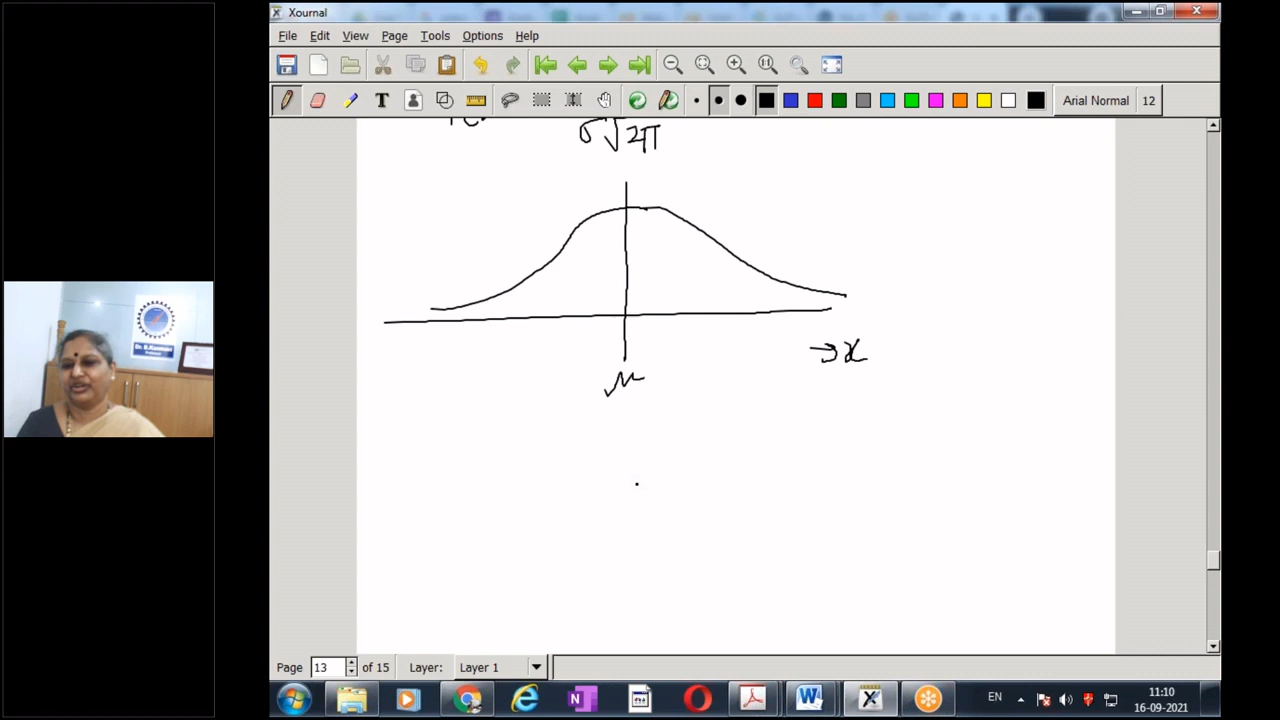 Xournal
File Edit View Page Tools Options Help
Arial Normal 12
σ√2π
→x
μ
Page 13 of 15 Layer: Layer 1
EN
11:10
16-09-2021